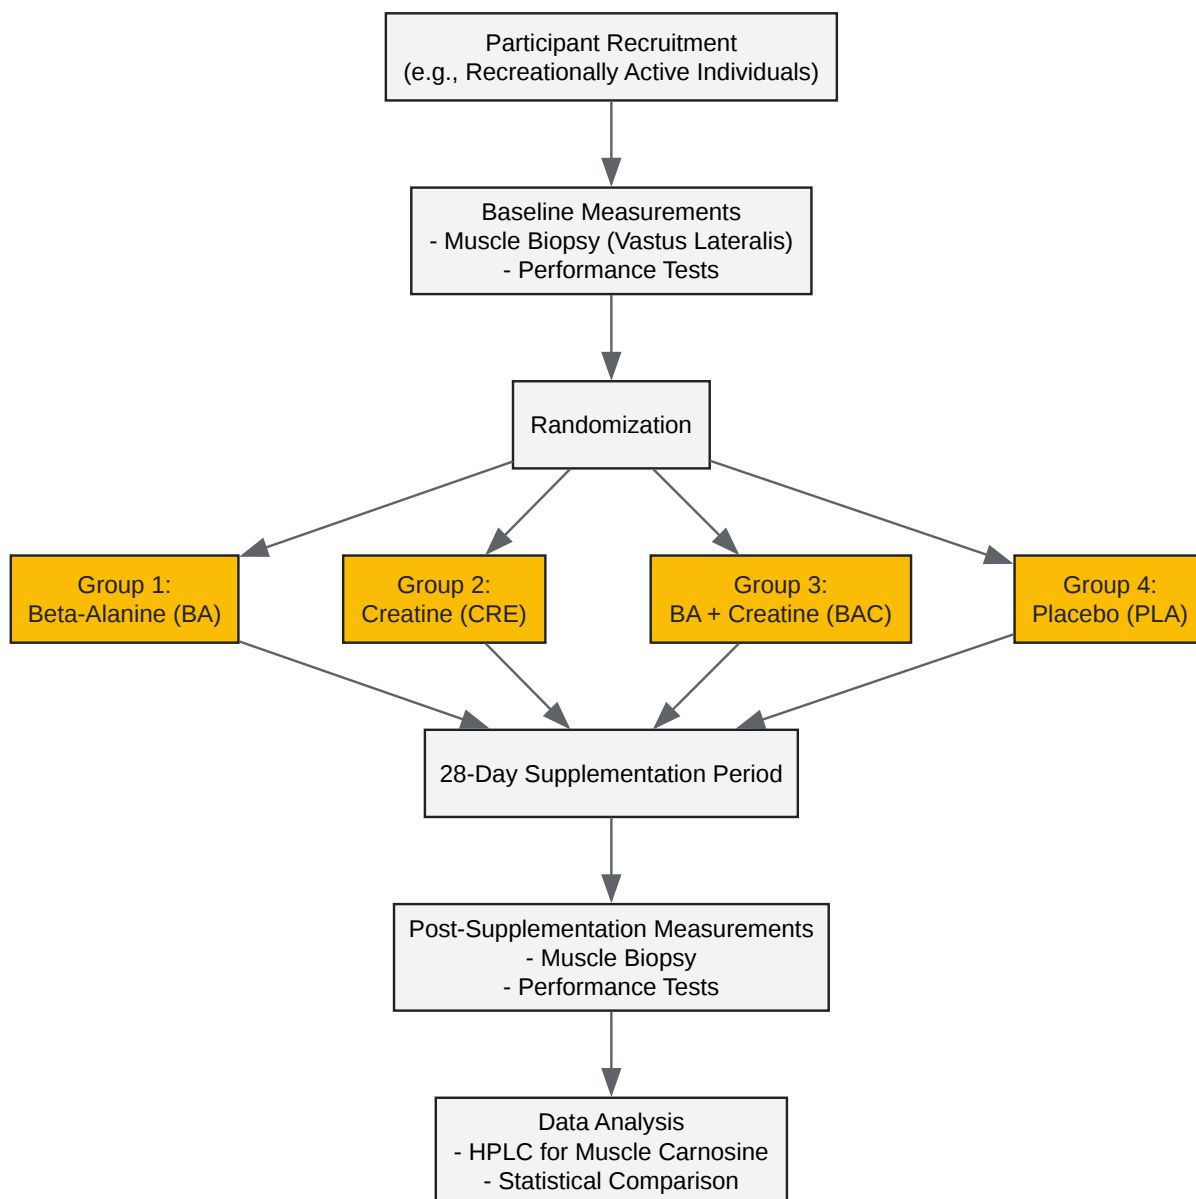 Participant Recruitment
(e.g., Recreationally Active Individuals)
Baseline Measurements
- Muscle Biopsy (Vastus Lateralis)
- Performance Tests
Randomization
Group 1:
Beta-Alanine (BA)
Group 2:
Creatine (CRE)
Group 3:
BA + Creatine (BAC)
Group 4:
Placebo (PLA)
28-Day Supplementation Period
Post-Supplementation Measurements
- Muscle Biopsy
- Performance Tests
Data Analysis
- HPLC for Muscle Carnosine
- Statistical Comparison